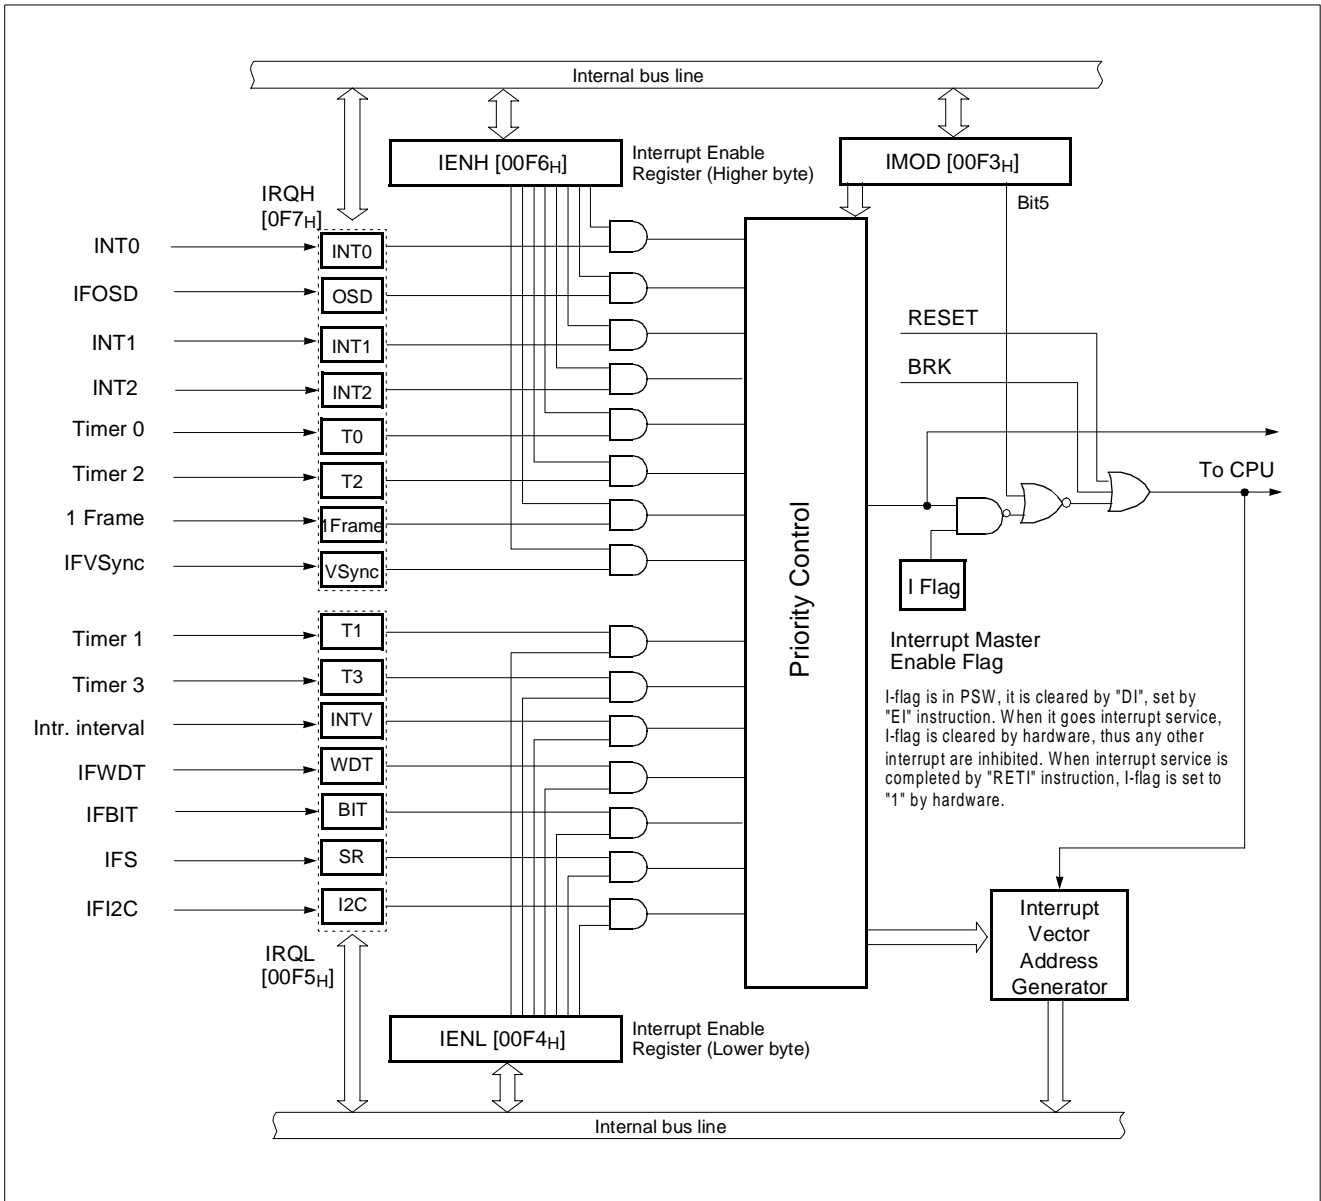 Internal bus line
IENH [00F6H]
Interrupt Enable
Register (Higher byte)
IMOD [00F3H]
Bit5
IRQH
[0F7H]
INT0
INT0
IFOSD
OSD
INT1
INT1
INT2
INT2
Timer 0
T0
Timer 2
T2
1 Frame
1Frame
IFVSync
VSync
Timer 1
T1
Timer 3
T3
Intr. interval
INTV
IFWDT
WDT
IFBIT
BIT
IFS
SR
IFI2C
I2C
IRQL
[00F5H]
Priority Control
RESET
BRK
To CPU
I Flag
Interrupt Master
Enable Flag
I-flag is in PSW, it is cleared by "DI", set by
"EI" instruction. When it goes interrupt service,
I-flag is cleared by hardware, thus any other
interrupt are inhibited. When interrupt service is
completed by "RETI" instruction, I-flag is set to
"1" by hardware.
Interrupt
Vector
Address
Generator
IENL [00F4H]
Interrupt Enable
Register (Lower byte)
Internal bus line